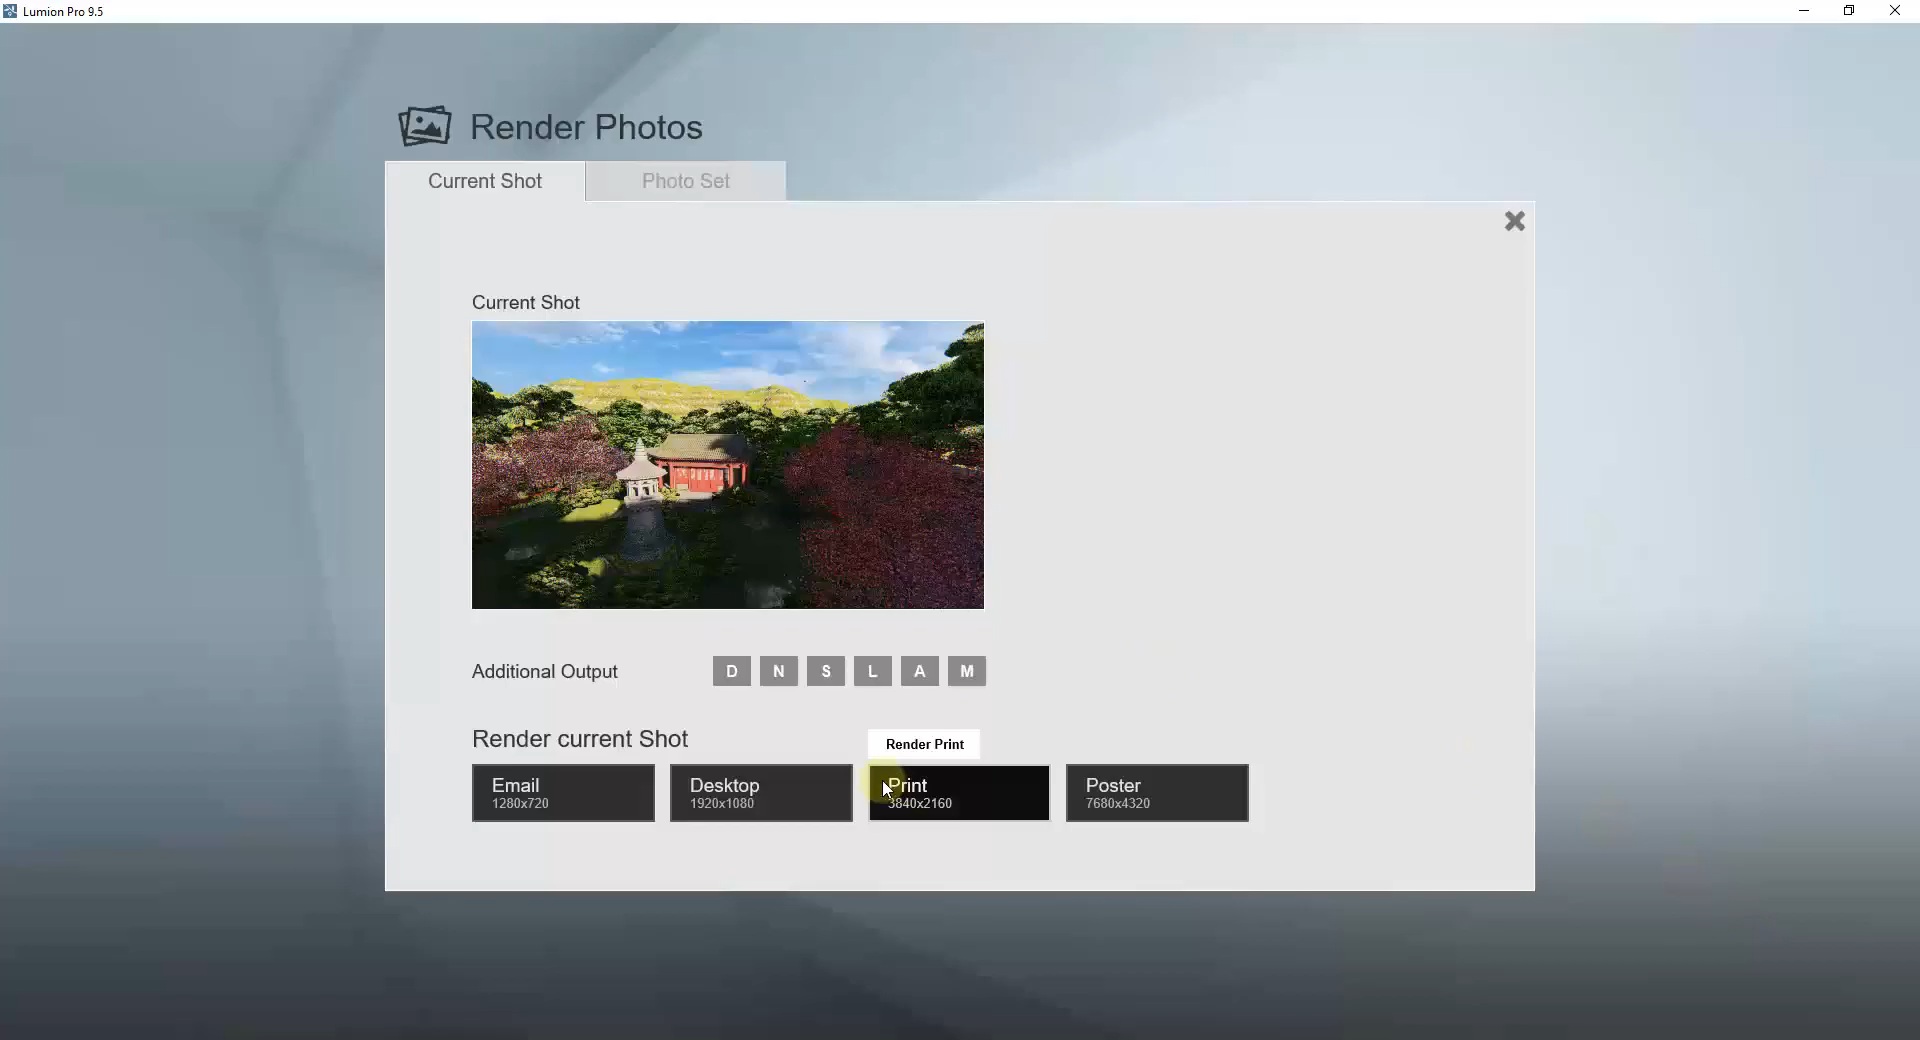 Lumion Pro 9.5
Render Photos
Current Shot
Photo Set
Current Shot
Additional Output
D N S L A M
Render current Shot
Render Print
Email
1280x720
Desktop
1920x1080
Print
3840x2160
Poster
7680x4320